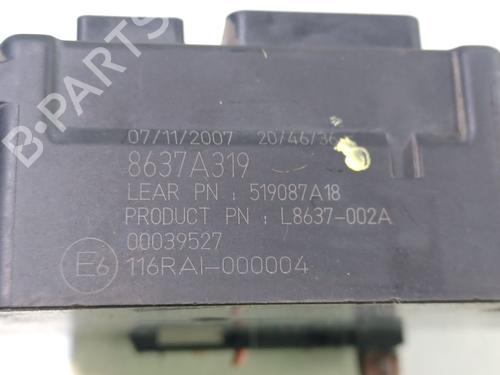 B-PARTS
07/11/2007 20/46/36
8637A319
LEAR PN : 519087A18
PRODUCT PN : L8637-002A
00039527
E6 116RAI-000004